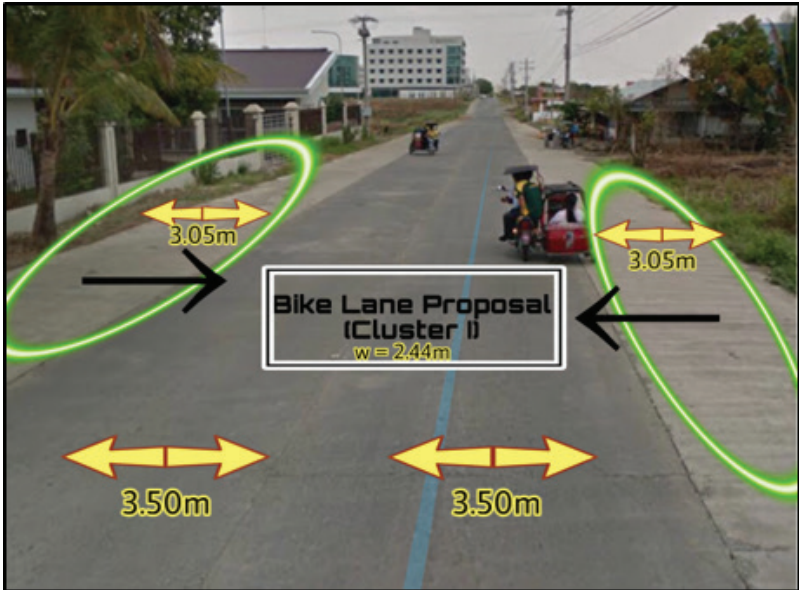 3.05m
3.05m
Bike Lane Proposal
(Cluster I)
w = 2.44m
3.50m
3.50m